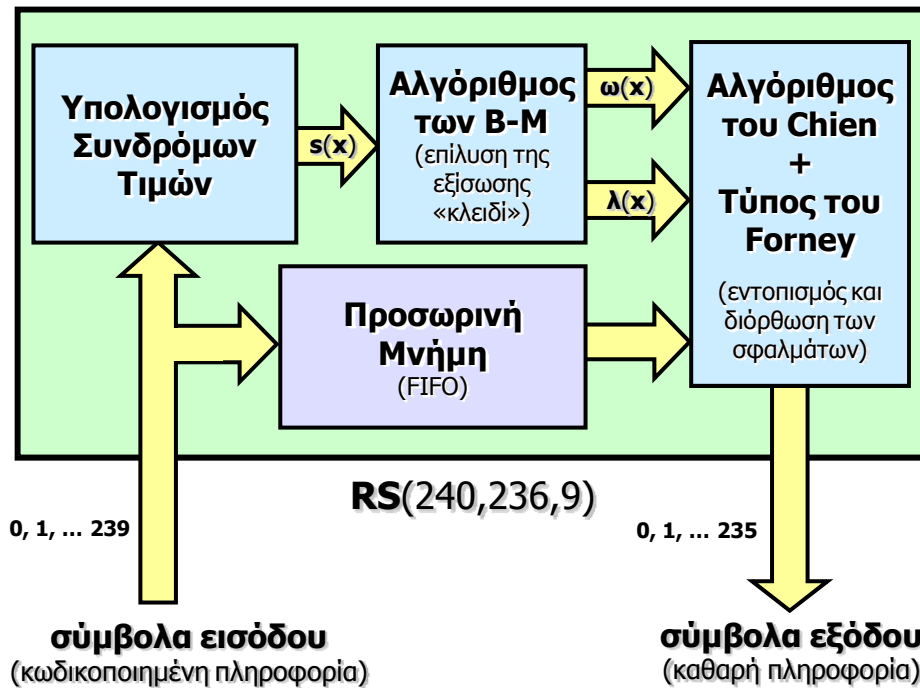 Υπολογισμός
Συνδρόμων
Τιμών
s(x)
Αλγόριθμος
των B-M
(επίλυση της
εξίσωσης
«κλειδί»)
ω(x)
λ(x)
Αλγόριθμος
του Chien
+
Τύπος του
Forney
(εντοπισμός και
διόρθωση των
σφαλμάτων)
Προσωρινή
Μνήμη
(FIFO)
RS(240,236,9)
0, 1, ... 239
0, 1, ... 235
σύμβολα εισόδου
(κωδικοποιημένη πληροφορία)
σύμβολα εξόδου
(καθαρή πληροφορία)